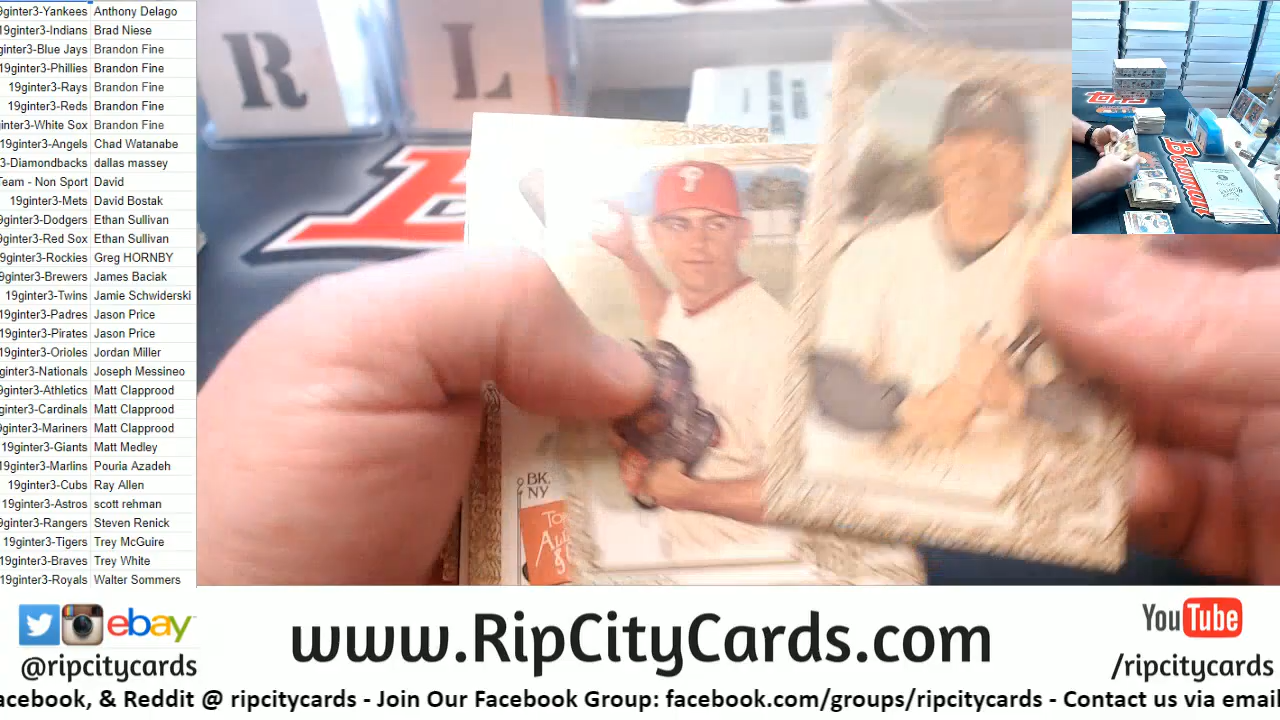 19ginter3-Yankees Anthony Delago
19ginter3-Indians Brad Niese
ginter3-Blue Jays Brandon Fine
19ginter3-Phillies Brandon Fine
19ginter3-Rays Brandon Fine
19ginter3-Reds Brandon Fine
ginter3-White Sox Brandon Fine
19ginter3-Angels Chad Watanabe
3-Diamondbacks dallas massey
Team - Non Sport David
19ginter3-Mets David Bostak
9ginter3-Dodgers Ethan Sullivan
9ginter3-Red Sox Ethan Sullivan
19ginter3-Rockies Greg HORNBY
9ginter3-Brewers James Baciak
19ginter3-Twins Jamie Schwiderski
19ginter3-Padres Jason Price
19ginter3-Pirates Jason Price
19ginter3-Orioles Jordan Miller
9ginter3-Nationals Joseph Messineo
9ginter3-Athletics Matt Clapprood
ginter3-Cardinals Matt Clapprood
9ginter3-Mariners Matt Clapprood
19ginter3-Giants Matt Medley
19ginter3-Marlins Pouria Azadeh
19ginter3-Cubs Ray Allen
19ginter3-Astros scott rehman
9ginter3-Rangers Steven Renick
19ginter3-Tigers Trey McGuire
19ginter3-Braves Trey White
19ginter3-Royals Walter Sommers
R L
P
BK.
NY
Topps
BOWMAN
ebay
@ripcitycards
www.RipCityCards.com
YouTube
/ripcitycards
acebook, & Reddit @ ripcitycards - Join Our Facebook Group: facebook.com/groups/ripcitycards - Contact us via email